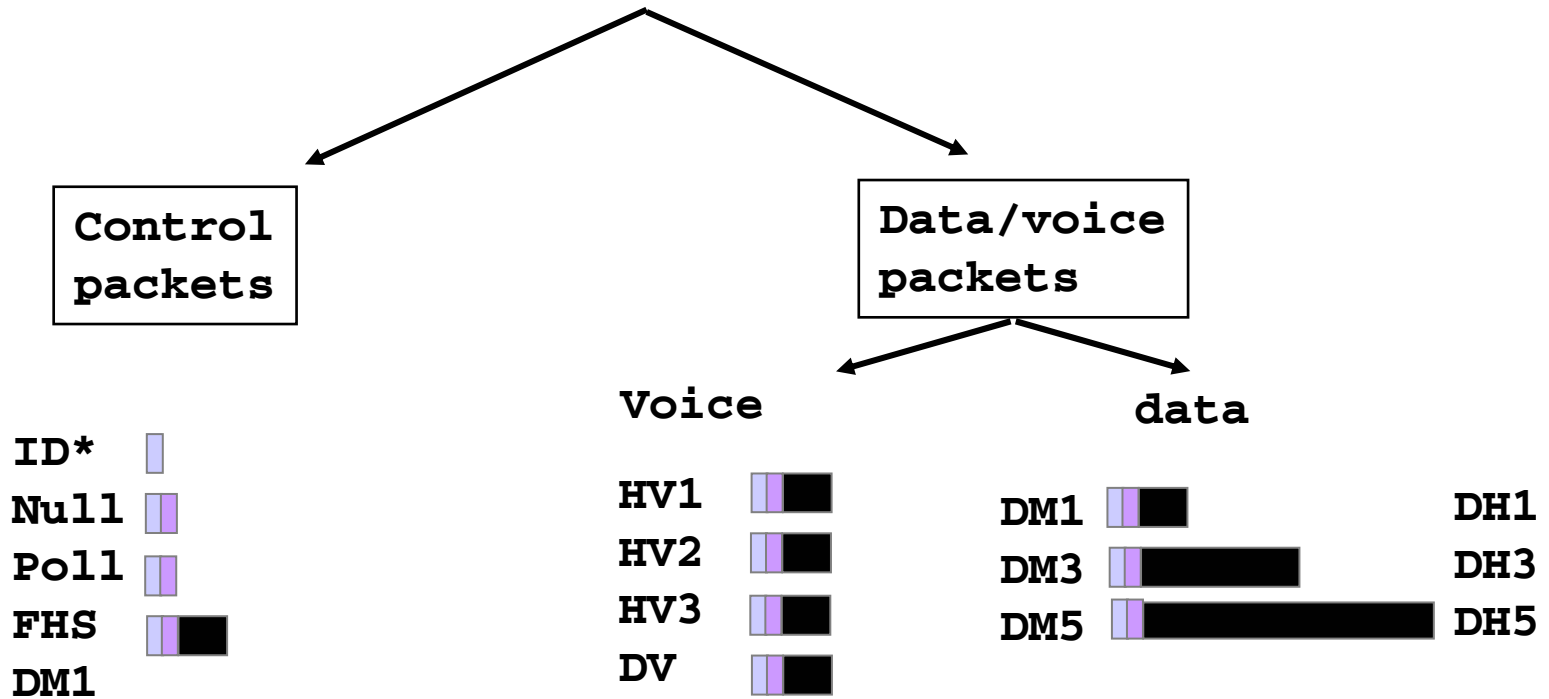 Control
packets
Data/voice
packets
Voice
data
ID*
Null
Poll
FHS
DM1
HV1
HV2
HV3
DV
DM1 DH1
DM3 DH3
DM5 DH5